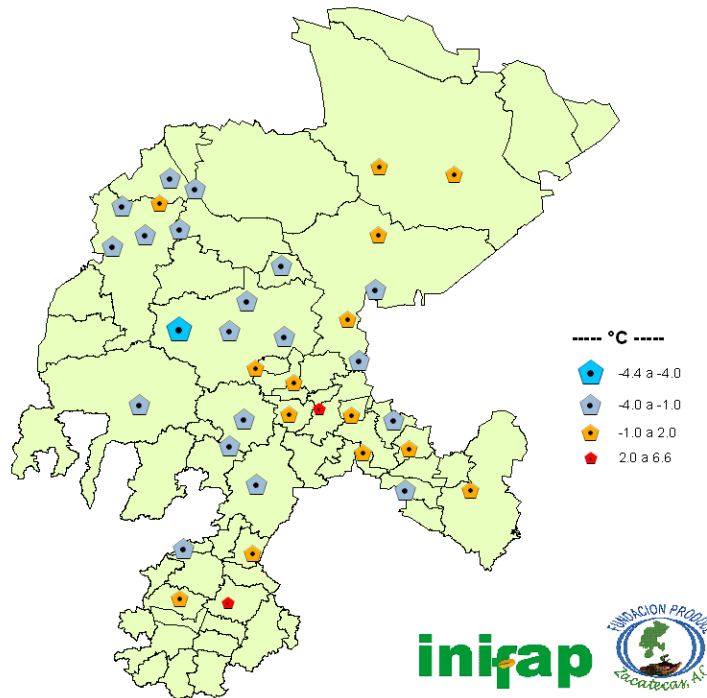 ----- °C -----
-4.4 a -4.0
-4.0 a -1.0
-1.0 a 2.0
2.0 a 6.6
inifap
FUNDACION PRODUCE
Zacatecas, A.C.